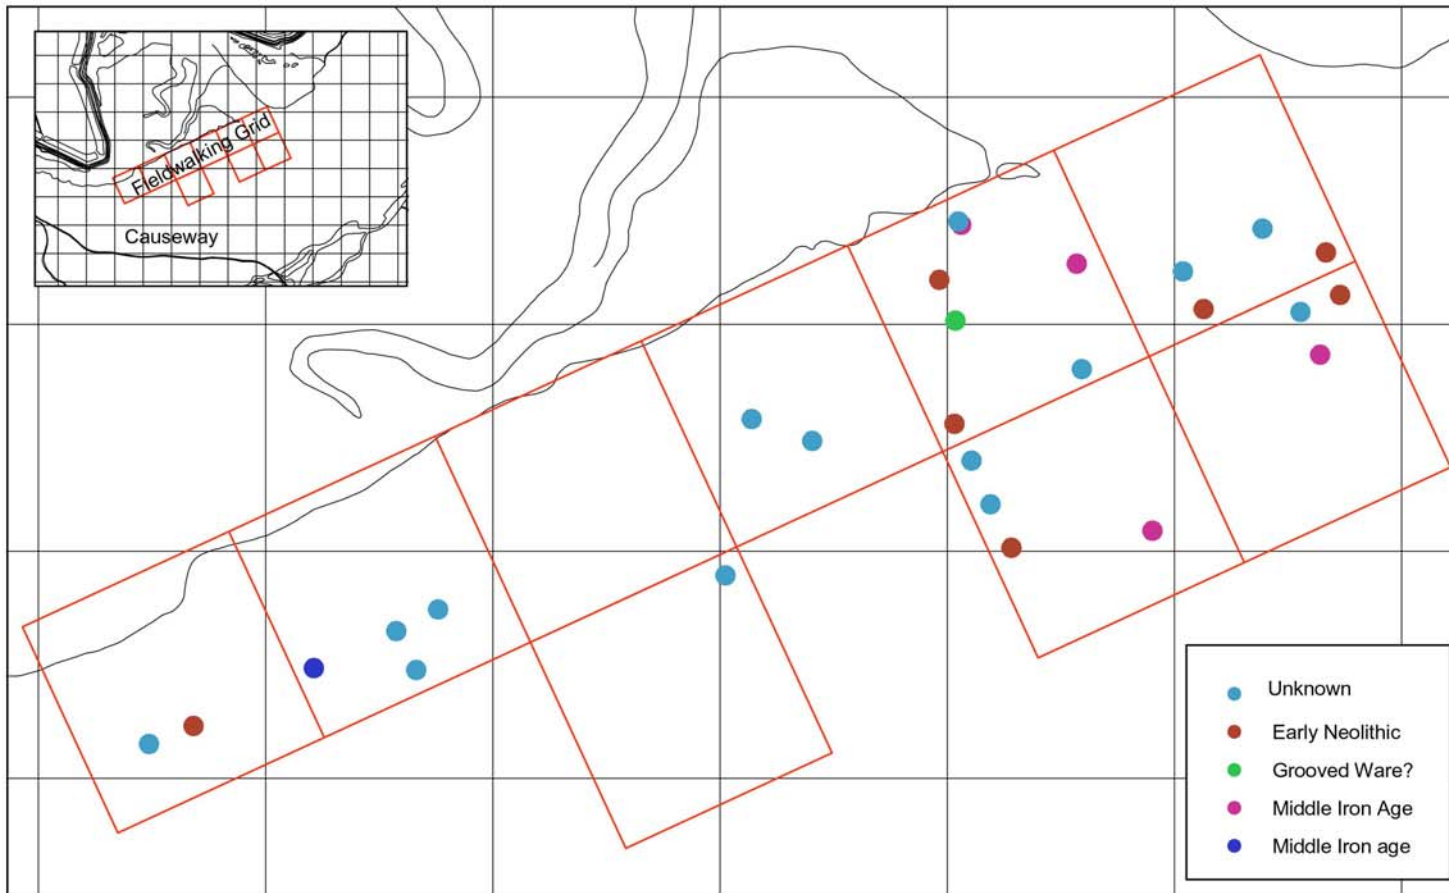 Fieldwalking Grid
Causeway
Unknown
Early Neolithic
Grooved Ware?
Middle Iron Age
Middle Iron age